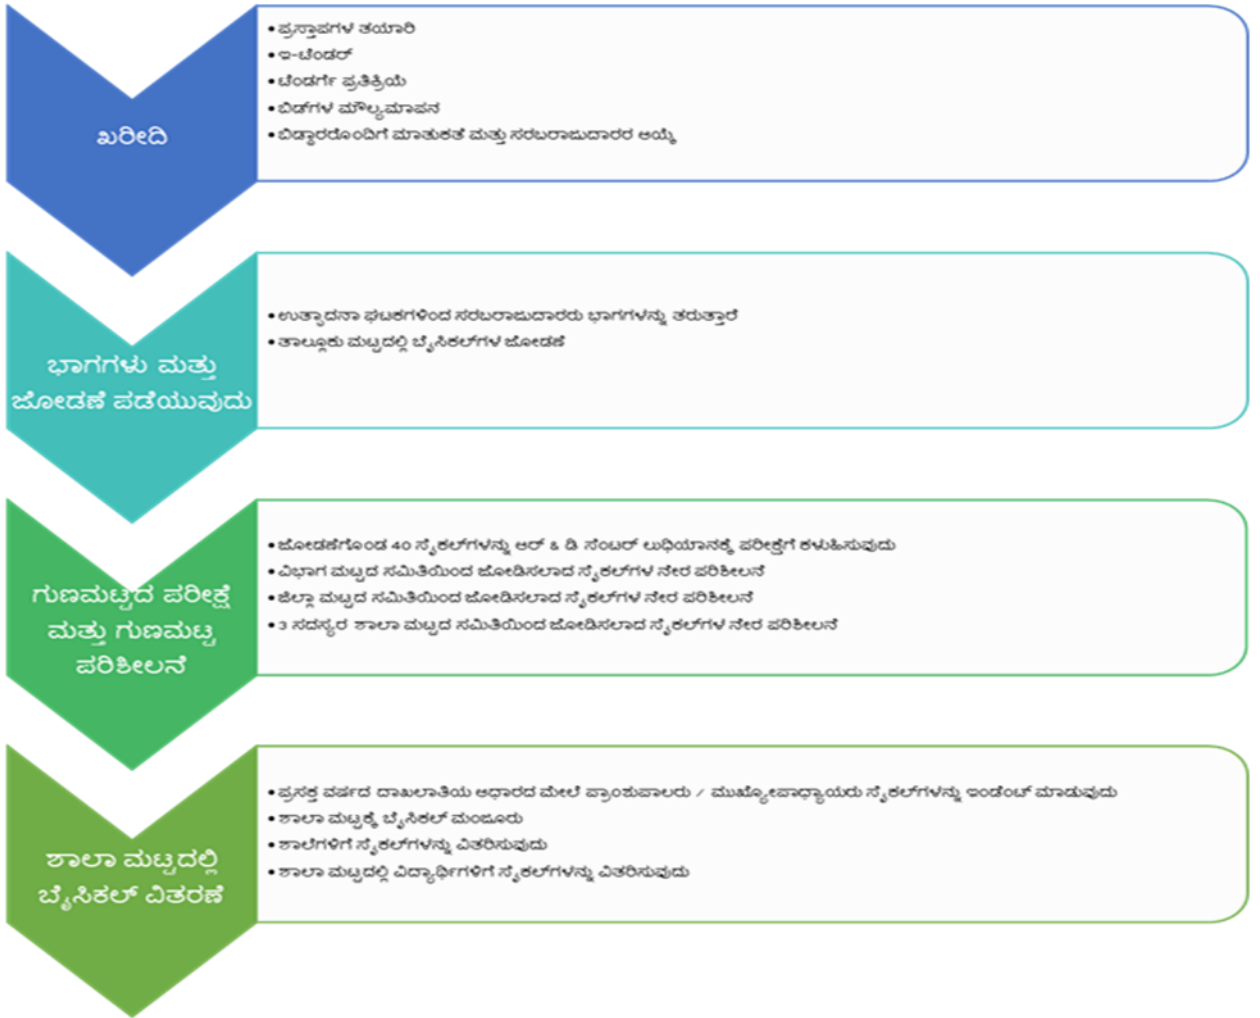 ಖರೀದಿ
• ಪ್ರಸ್ತಾಪಗಳ ತಯಾರಿ
• ಇ-ಟೆಂಡರ್
• ಟೆಂಡರ್ಗೆ ಪ್ರತಿಕ್ರಿಯೆ
• ಬಿಡ್‌ಗಳ ಮೌಲ್ಯಮಾಪನ
• ಬಿಡ್ದಾರರೊಂದಿಗೆ ಮಾತುಕತೆ ಮತ್ತು ಸರಬರಾಜುದಾರರ ಆಯ್ಕೆ
ಭಾಗಗಳು ಮತ್ತು
ಜೋಡಣೆ ಪಡೆಯುವುದು
• ಉತ್ಪಾದನಾ ಘಟಕಗಳಿಂದ ಸರಬರಾಜುದಾರರು ಭಾಗಗಳನ್ನು ತರುತ್ತಾರೆ
• ತಾಲ್ಲೂಕು ಮಟ್ಟದಲ್ಲಿ ಬೈಸಿಕಲ್‌ಗಳ ಜೋಡಣೆ
ಗುಣಮಟ್ಟದ ಪರೀಕ್ಷೆ
ಮತ್ತು ಗುಣಮಟ್ಟ
ಪರಿಶೀಲನೆ
• ಜೋಡಣೆಗೊಂಡ 40 ಸೈಕಲ್‌ಗಳನ್ನು ಆರ್ & ಡಿ ಸೆಂಟರ್ ಲುಧಿಯಾನಕ್ಕೆ ಪರೀಕ್ಷೆಗೆ ಕಳುಹಿಸುವುದು
• ವಿಭಾಗ ಮಟ್ಟದ ಸಮಿತಿಯಿಂದ ಜೋಡಿಸಲಾದ ಸೈಕಲ್‌ಗಳ ನೇರ ಪರಿಶೀಲನೆ
• ಜಿಲ್ಲಾ ಮಟ್ಟದ ಸಮಿತಿಯಿಂದ ಜೋಡಿಸಲಾದ ಸೈಕಲ್‌ಗಳ ನೇರ ಪರಿಶೀಲನೆ
• 3 ಸದಸ್ಯರ ಶಾಲಾ ಮಟ್ಟದ ಸಮಿತಿಯಿಂದ ಜೋಡಿಸಲಾದ ಸೈಕಲ್‌ಗಳ ನೇರ ಪರಿಶೀಲನೆ
ಶಾಲಾ ಮಟ್ಟದಲ್ಲಿ
ಬೈಸಿಕಲ್ ವಿತರಣೆ
• ಪ್ರಸಕ್ತ ವರ್ಷದ ದಾಖಲಾತಿಯ ಆಧಾರದ ಮೇಲೆ ಪ್ರಾಂಶುಪಾಲರು / ಮುಖ್ಯೋಪಾಧ್ಯಾಯರು ಸೈಕಲ್‌ಗಳನ್ನು ಇಂಡೆಂಟ್ ಮಾಡುವುದು
• ಶಾಲಾ ಮಟ್ಟಕ್ಕೆ ಬೈಸಿಕಲ್ ಮಂಜೂರು
• ಶಾಲೆಗಳಿಗೆ ಸೈಕಲ್‌ಗಳನ್ನು ವಿತರಿಸುವುದು
• ಶಾಲಾ ಮಟ್ಟದಲ್ಲಿ ವಿದ್ಯಾರ್ಥಿಗಳಿಗೆ ಸೈಕಲ್‌ಗಳನ್ನು ವಿತರಿಸುವುದು